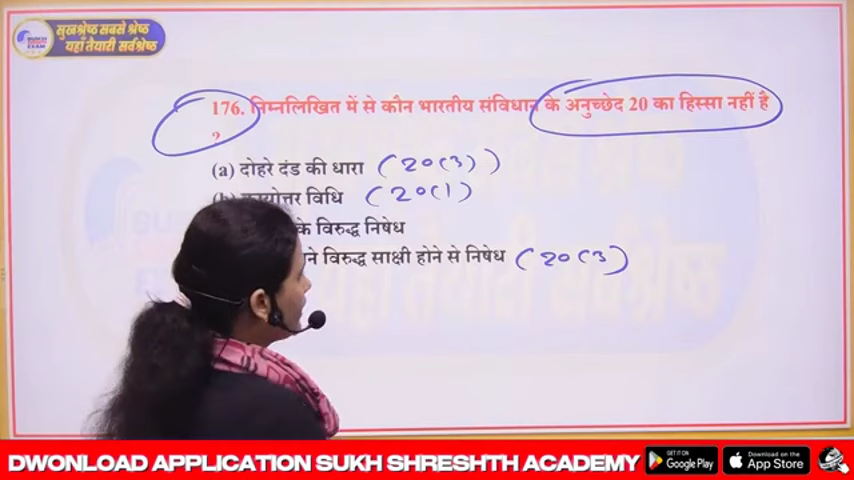 सुखश्रेष्ठ सबसे श्रेष्ठ
यहाँ तैयारी सर्वश्रेष्ठ
176. निम्नलिखित में से कौन भारतीय संविधान के अनुच्छेद 20 का हिस्सा नहीं है
?
(a) दोहरे दंड की धारा (20(3))
विधि (20(1)
के विरुद्ध निषेध
विरुद्ध साक्षी होने से निषेध (20(3)
DWONLOAD APPLICATION SUKH SHRESHTH ACADEMY
GET IT ON
Google Play
Download on the
App Store